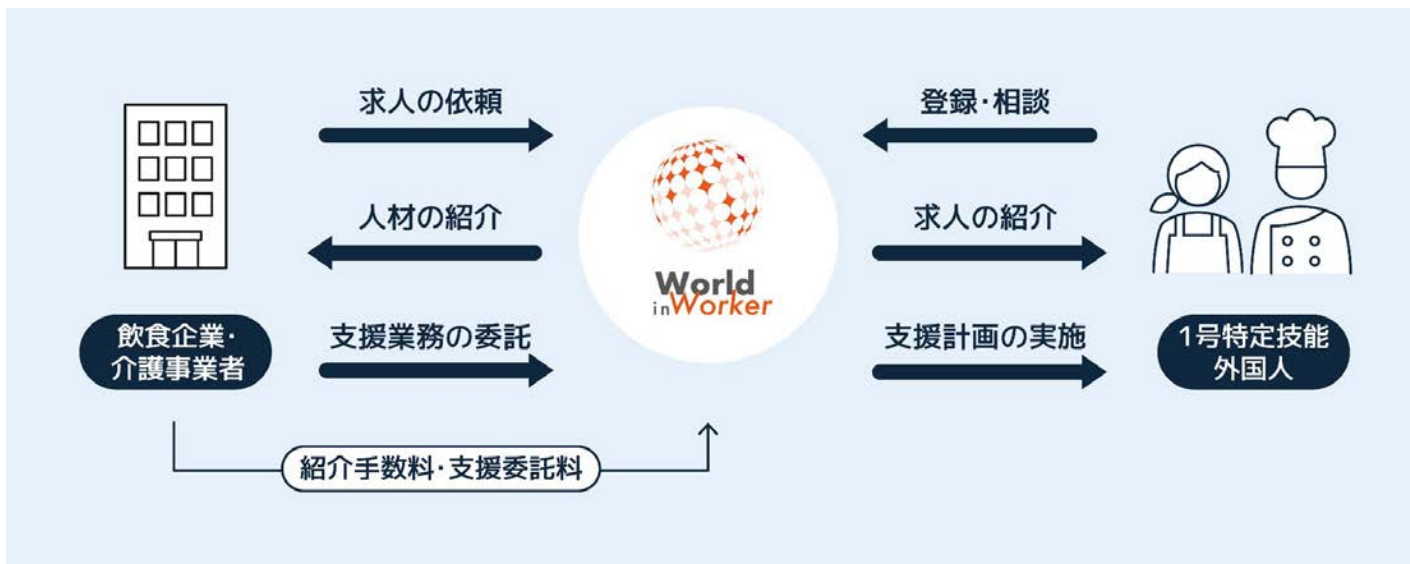 求人の依頼
登録・相談
人材の紹介
求人の紹介
World
inWorker
飲食企業・
介護事業者
支援業務の委託
支援計画の実施
1号特定技能
外国人
紹介手数料・支援委託料